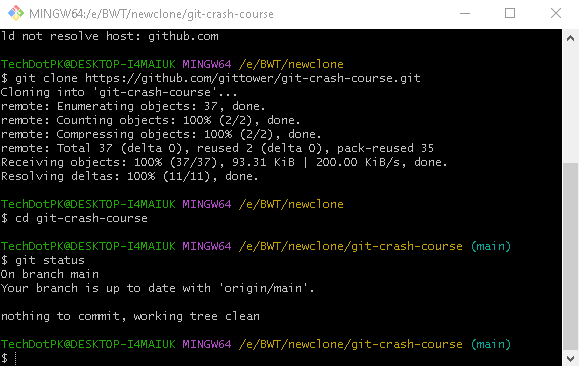 MINGW64:/e/BWT/newclone/git-crash-course
ld not resolve host: github.com
TechDotPK@DESKTOP-I4MAIUK MINGW64 /e/BWT/newclone
$ git clone https://github.com/gittower/git-crash-course.git
Cloning into 'git-crash-course'...
remote: Enumerating objects: 37, done.
remote: Counting objects: 100% (2/2), done.
remote: Compressing objects: 100% (2/2), done.
remote: Total 37 (delta 0), reused 2 (delta 0), pack-reused 35
Receiving objects: 100% (37/37), 93.31 KiB | 200.00 KiB/s, done.
Resolving deltas: 100% (11/11), done.
TechDotPK@DESKTOP-I4MAIUK MINGW64 /e/BWT/newclone
$ cd git-crash-course
TechDotPK@DESKTOP-I4MAIUK MINGW64 /e/BWT/newclone/git-crash-course (main)
$ git status
On branch main
Your branch is up to date with 'origin/main'.
nothing to commit, working tree clean
TechDotPK@DESKTOP-I4MAIUK MINGW64 /e/BWT/newclone/git-crash-course (main)
$